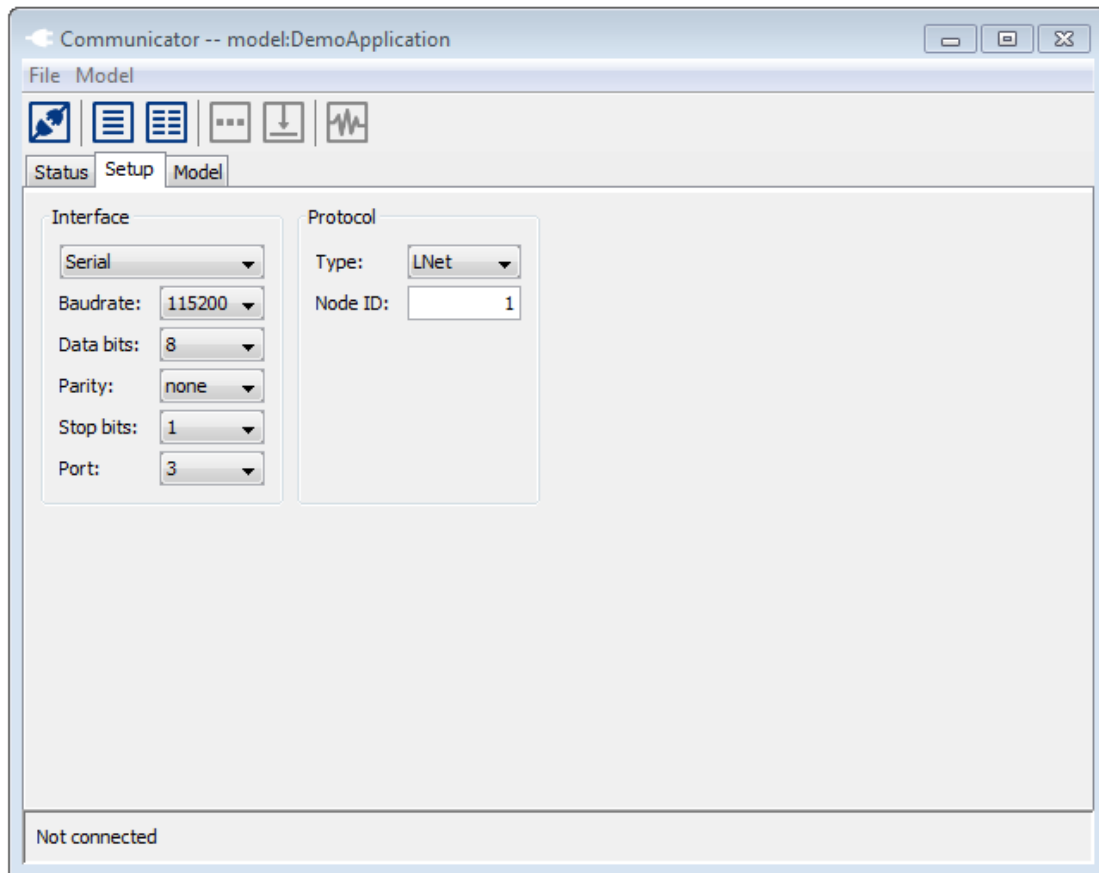 Communicator -- model:DemoApplication
File Model
Status Setup Model
Interface
Serial
Baudrate: 115200
Data bits: 8
Parity: none
Stop bits: 1
Port: 3
Protocol
Type: LNet
Node ID: 1
Not connected